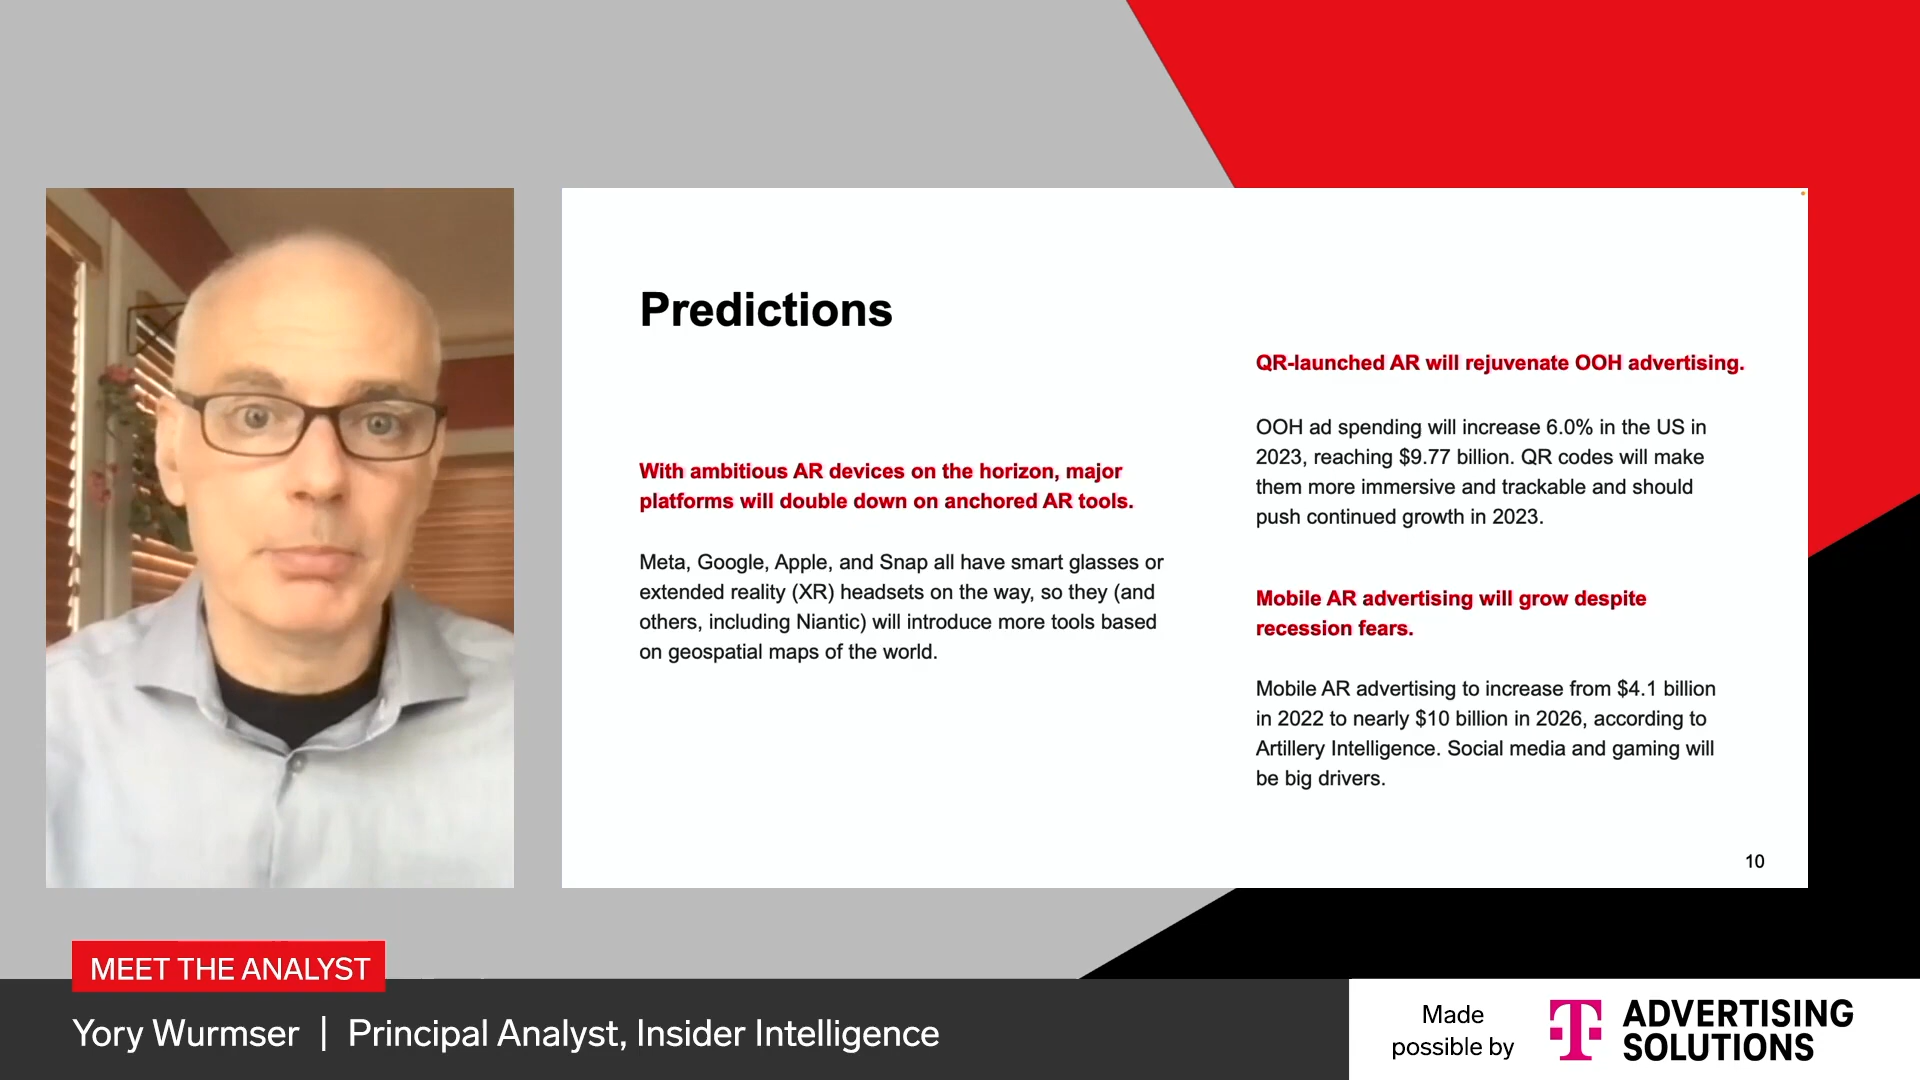 Predictions
With ambitious AR devices on the horizon, major
platforms will double down on anchored AR tools.
Meta, Google, Apple, and Snap all have smart glasses or
extended reality (XR) headsets on the way, so they (and
others, including Niantic) will introduce more tools based
on geospatial maps of the world.
QR-launched AR will rejuvenate OOH advertising.
OOH ad spending will increase 6.0% in the US in
2023, reaching $9.77 billion. QR codes will make
them more immersive and trackable and should
push continued growth in 2023.
Mobile AR advertising will grow despite
recession fears.
Mobile AR advertising to increase from $4.1 billion
in 2022 to nearly $10 billion in 2026, according to
Artillery Intelligence. Social media and gaming will
be big drivers.
10
MEET THE ANALYST
Yory Wurmser | Principal Analyst, Insider Intelligence
Made
possible by
T ADVERTISING
SOLUTIONS